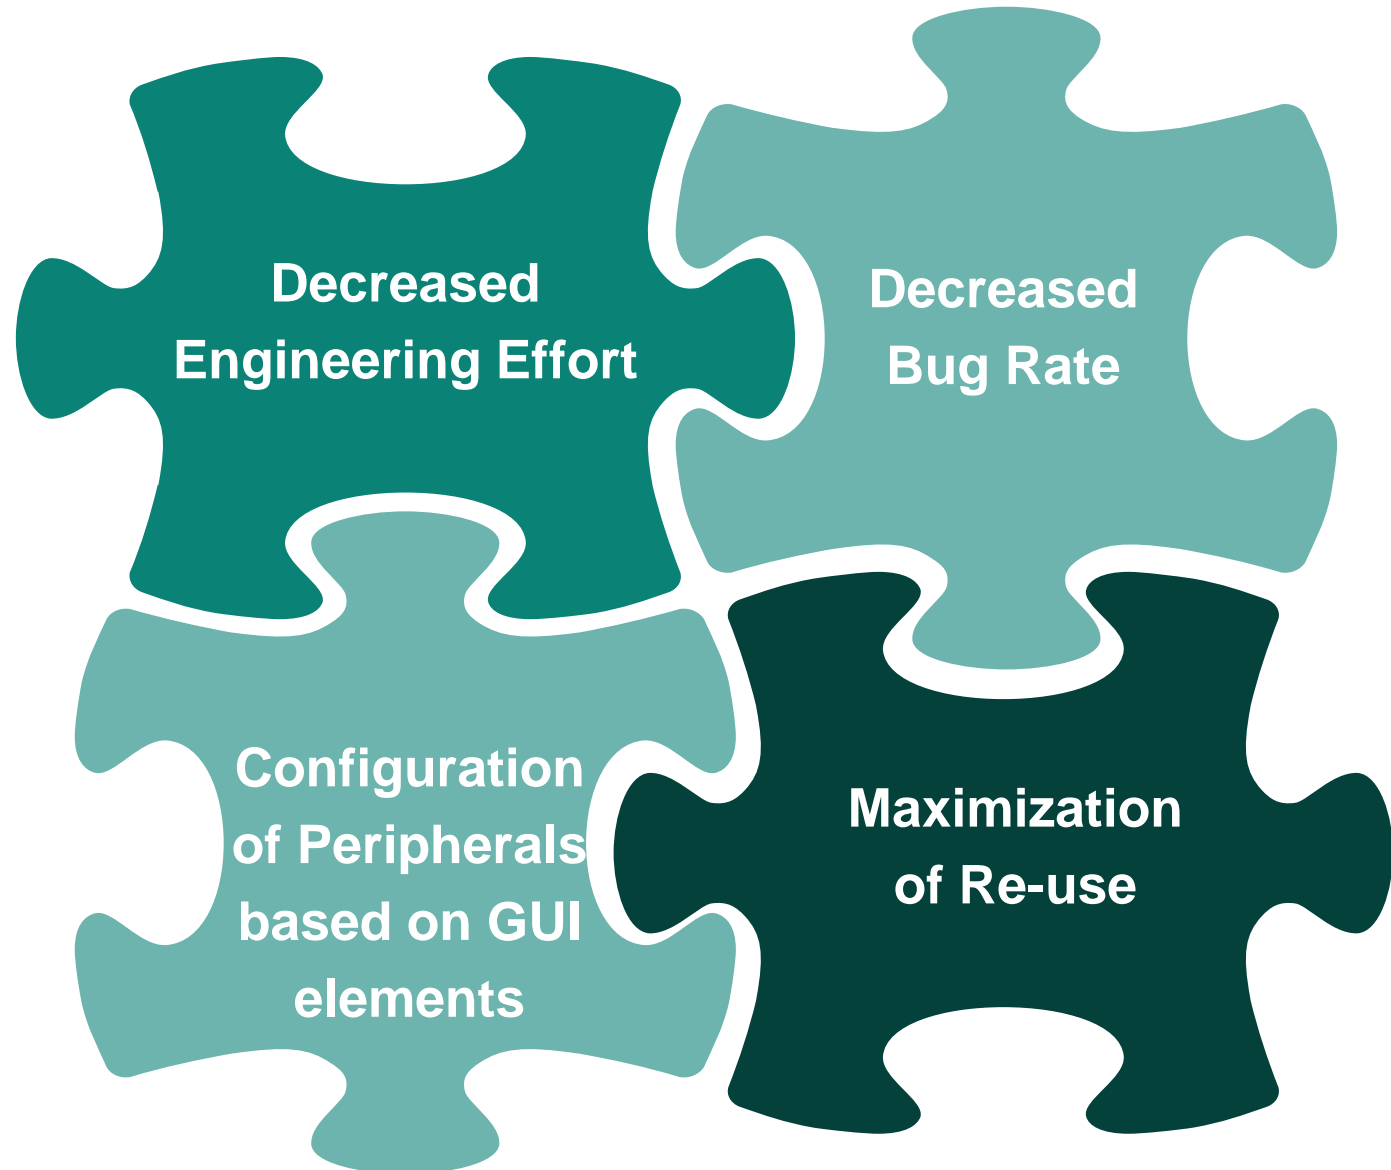 Decreased
Engineering Effort
Decreased
Bug Rate
Configuration
of Peripherals
based on GUI
elements
Maximization
of Re-use